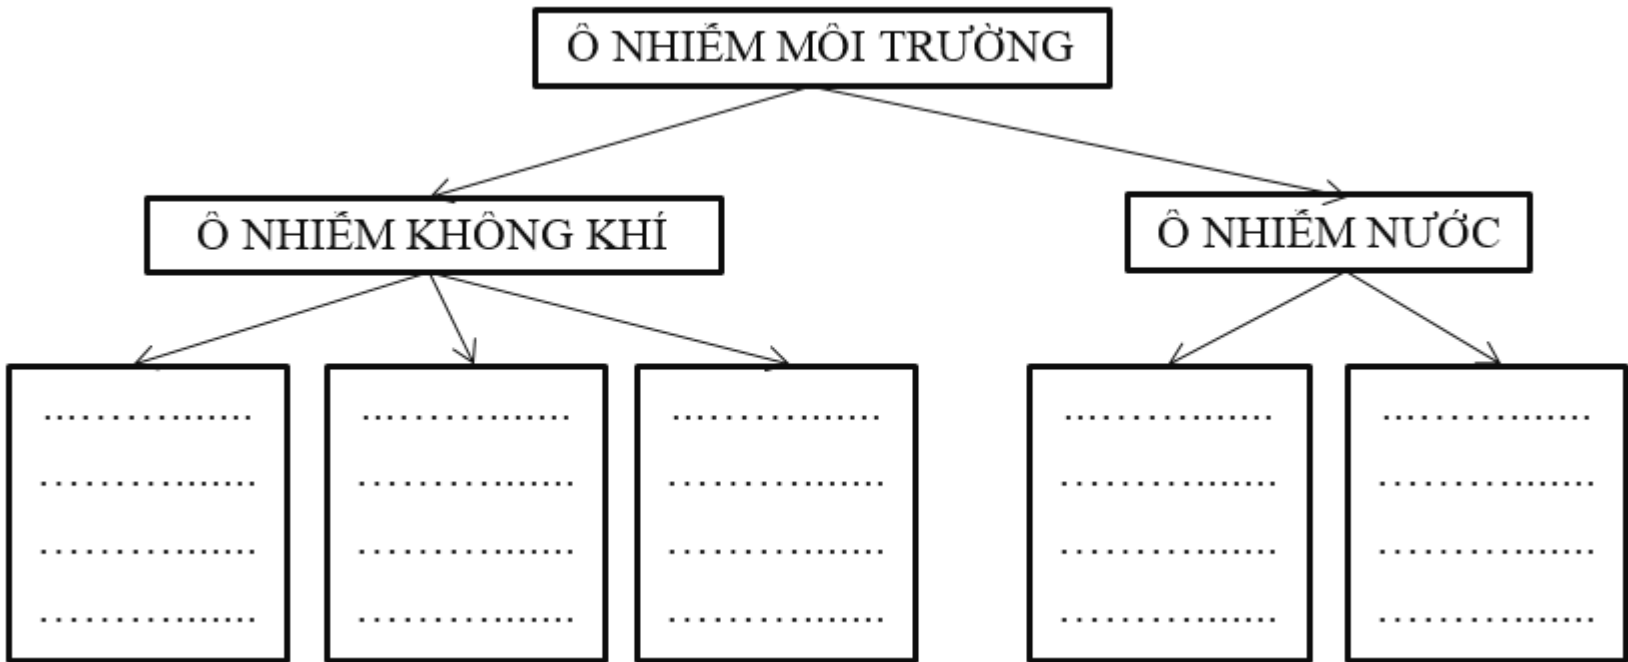 Ô NHIỄM MÔI TRƯỜNG
Ô NHIỄM KHÔNG KHÍ
Ô NHIỄM NƯỚC